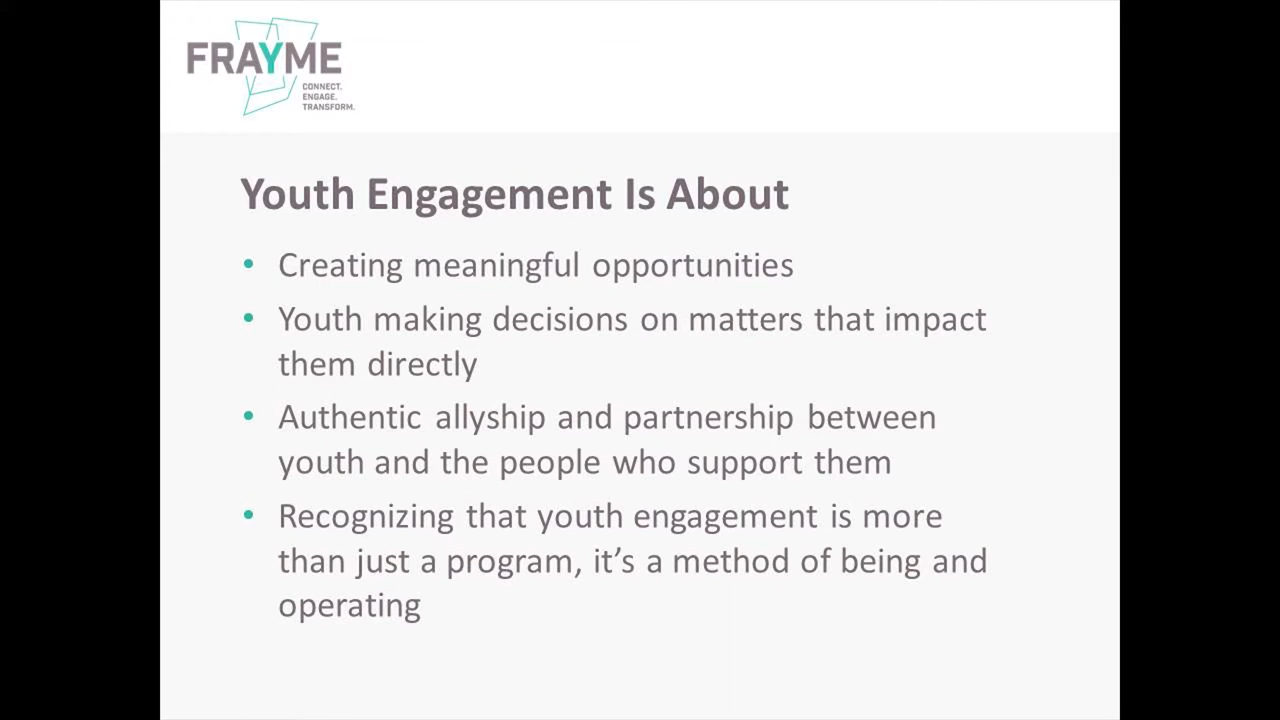 FRAYME
CONNECT.
ENGAGE.
TRANSFORM.
Youth Engagement Is About
• Creating meaningful opportunities
• Youth making decisions on matters that impact
them directly
• Authentic allyship and partnership between
youth and the people who support them
• Recognizing that youth engagement is more
than just a program, it’s a method of being and
operating